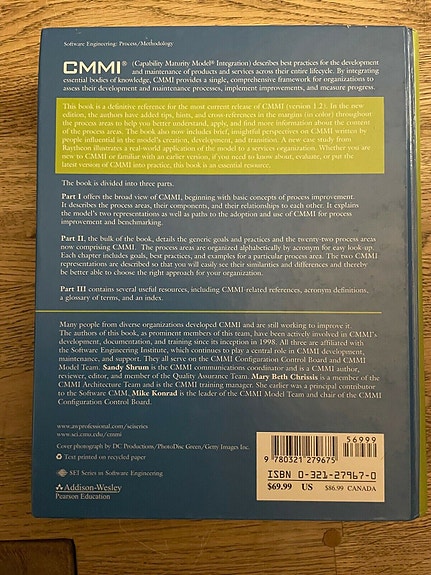 Software Engineering: Process/Methodology
CMMI® (Capability Maturity Model® Integration) describes best practices for the development
and maintenance of products and services across their entire lifecycle. By integrating
essential bodies of knowledge, CMMI provides a single, comprehensive framework for organizations to
assess their development and maintenance processes, implement improvements, and measure progress.
This book is a definitive reference for the most current release of CMMI (version 1.2). In the new
edition, the authors have added tips, hints, and cross-references in the margins (in color) throughout
the process areas to help you better understand, apply, and find more information about the content
of the process areas. The book also now includes brief, insightful perspectives on CMMI written by
people influential in the model's creation, development, and transition. A new case study from
Raytheon illustrates a real-world application of the model to a services organization. Whether you
are new to CMMI or familiar with an earlier version, if you need to know about, evaluate, or put the
latest version of CMMI into practice, this book is an essential resource.
The book is divided into three parts.
Part I offers the broad view of CMMI, beginning with basic concepts of process improvement.
It describes the process areas, their components, and their relationships to each other. It explains
the model's two representations as well as paths to the adoption and use of CMMI for process
improvement and benchmarking.
Part II, the bulk of the book, details the generic goals and practices and the twenty-two process areas
now comprising CMMI. The process areas are organized alphabetically by acronym for easy look-up.
Each chapter includes goals, best practices, and examples for a particular process area. The two CMMI
representations are described so that you will easily see their similarities and differences and thereby
be better able to choose the right approach for your organization.
Part III contains several useful resources, including CMMI-related references, acronym definitions,
a glossary of terms, and an index.
Many people from diverse organizations developed CMMI and are still working to improve it.
The authors of this book, as prominent members of this team, have been actively involved in CMMI's
development, documentation, and training since its inception in 1998. All three are affiliated with
the Software Engineering Institute, which continues to play a central role in CMMI development,
maintenance, and support. They all serve on the CMMI Configuration Control Board and CMMI
Model Team. Sandy Shrum is the CMMI communications coordinator and is a CMMI author,
reviewer, editor, and member of the Quality Assurance Team. Mary Beth Chrissis is a member of the
CMMI Architecture Team and is the CMMI training manager. She earlier was a principal contributor
to the Software CMM. Mike Konrad is the leader of the CMMI Model Team and chair of the CMMI
Configuration Control Board.
www.awprofessional.com/seiseries
www.sei.cmu.edu/cmmi
Cover photograph by DC Productions/PhotoDisc Green/Getty Images Inc.
Text printed on recycled paper
SEI Series in Software Engineering
Addison-Wesley
Pearson Education
56999
9 780321 279675
ISBN 0-321-27967-0
$69.99 US $86.99 CANADA